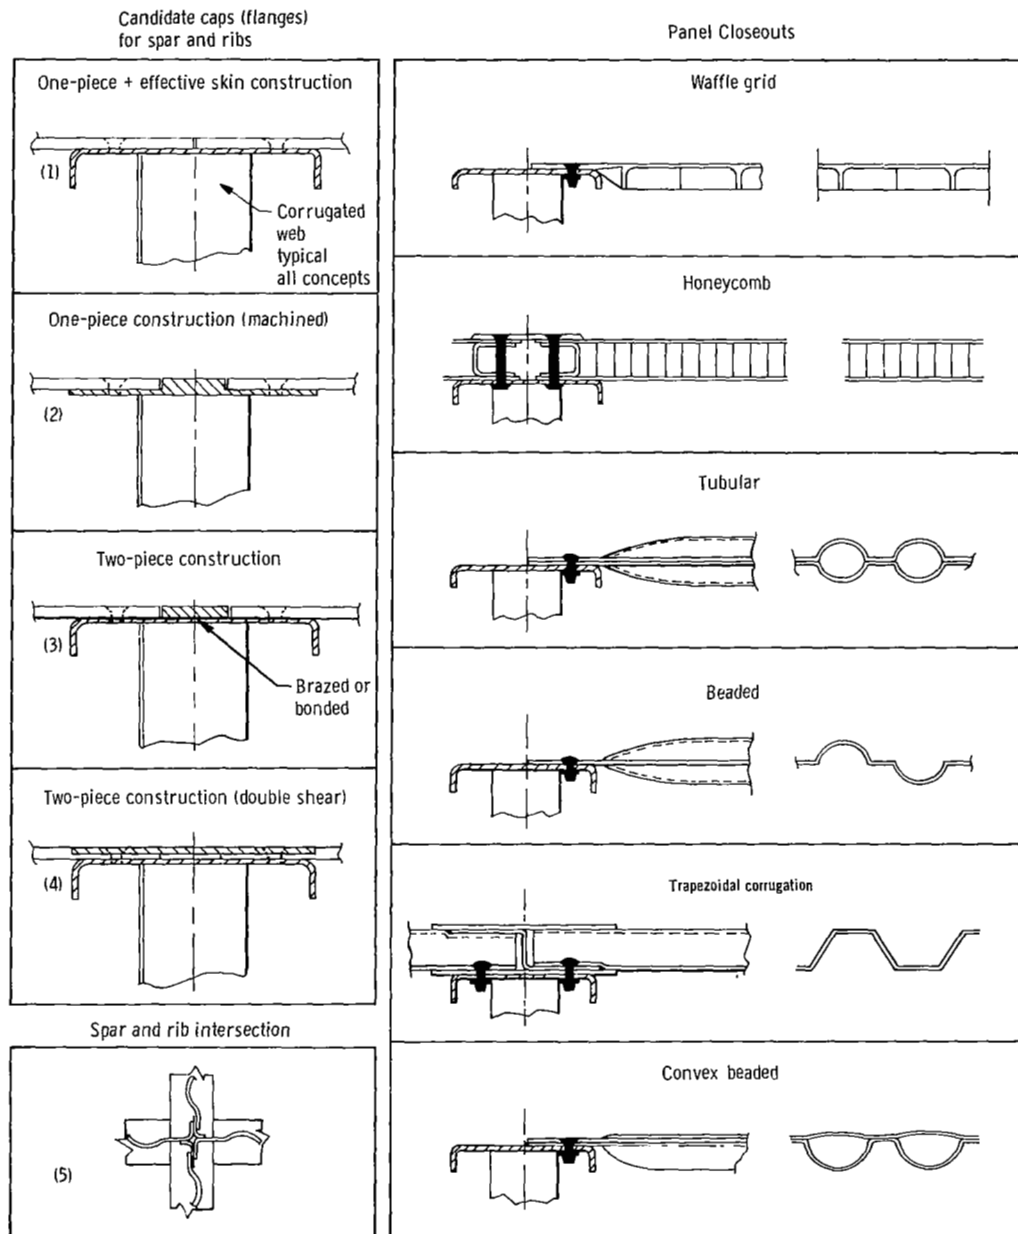 Candidate caps (flanges)
for spar and ribs
One-piece + effective skin construction
(1)
Corrugated
web
typical
all concepts
One-piece construction (machined)
(2)
Two-piece construction
(3)
Brazed or
bonded
Two-piece construction (double shear)
(4)
Spar and rib intersection
(5)
Panel Closeouts
Waffle grid
Honeycomb
Tubular
Beaded
Trapezoidal corrugation
Convex beaded